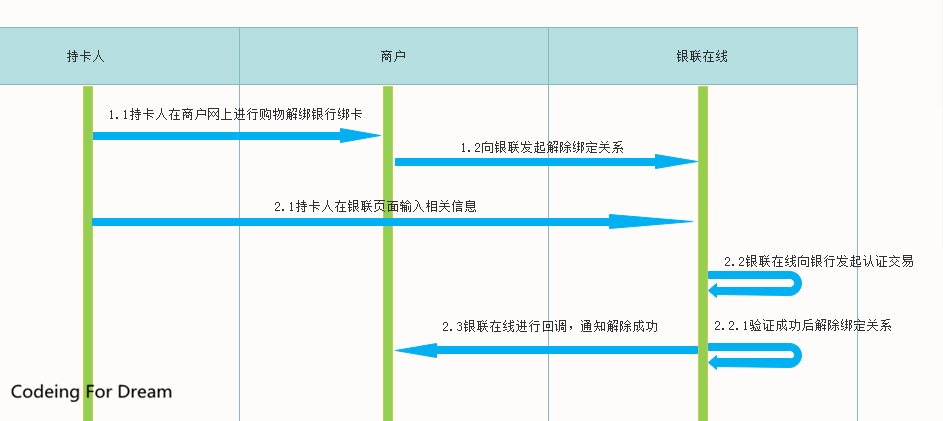 持卡人
商户
银联在线
1.1持卡人在商户网上进行购物解绑银行绑卡
1.2向银联发起解除绑定关系
2.1持卡人在银联页面输入相关信息
2.2银联在线向银行发起认证交易
2.3银联在线进行回调，通知解除成功
2.2.1验证成功后解除绑定关系
Codeing For Dream